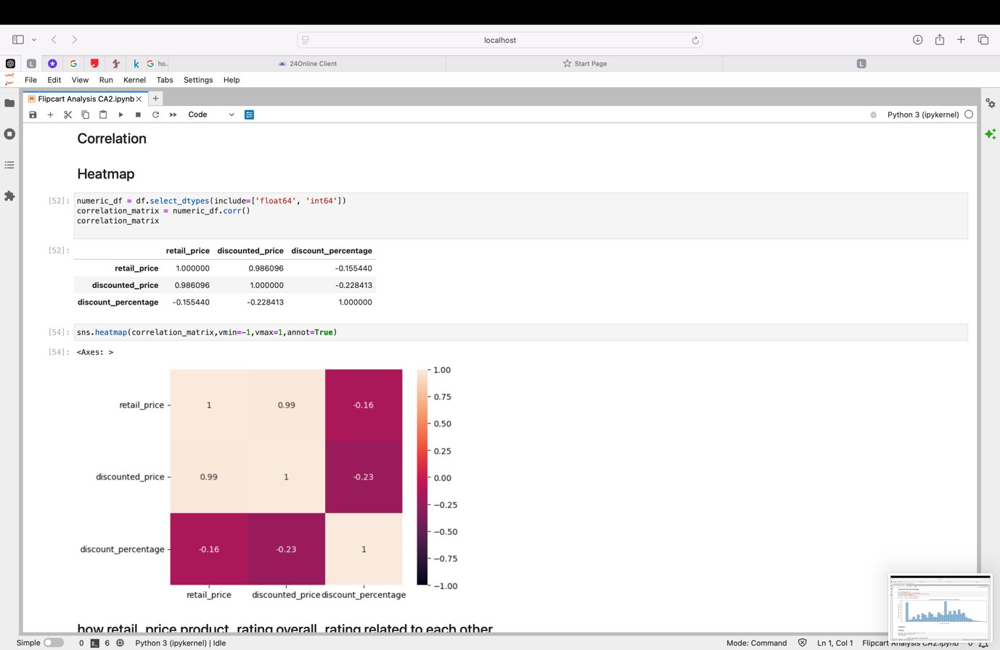 localhost
L
G
k
G ho..
24Online Client
Start Page
L
File Edit View Run Kernel Tabs Settings Help
Flipcart Analysis CA2.ipynb
Code
Python 3 (ipykernel)
Correlation
Heatmap
[52]:
numeric_df = df.select_dtypes(include=['float64', 'int64'])
correlation_matrix = numeric_df.corr()
correlation_matrix
[52]:
retail_price discounted_price discount_percentage
retail_price 1.000000 0.986096 -0.155440
discounted_price 0.986096 1.000000 -0.228413
discount_percentage -0.155440 -0.228413 1.000000
[54]: sns.heatmap(correlation_matrix,vmin=-1,vmax=1,annot=True)
[54]: <Axes: >
retail_price 1 0.99 -0.16
discounted_price 0.99 1 -0.23
discount_percentage -0.16 -0.23 1
retail_price discounted_price discount_percentage
1.00
0.75
0.50
0.25
0.00
−0.25
−0.50
−0.75
−1.00
how retail_price product_rating overall_rating related to each other
Simple 0 6 Python 3 (ipykernel) | Idle
Mode: Command Ln 1, Col 1 Flipcart Analysis CA2.ipynb 0